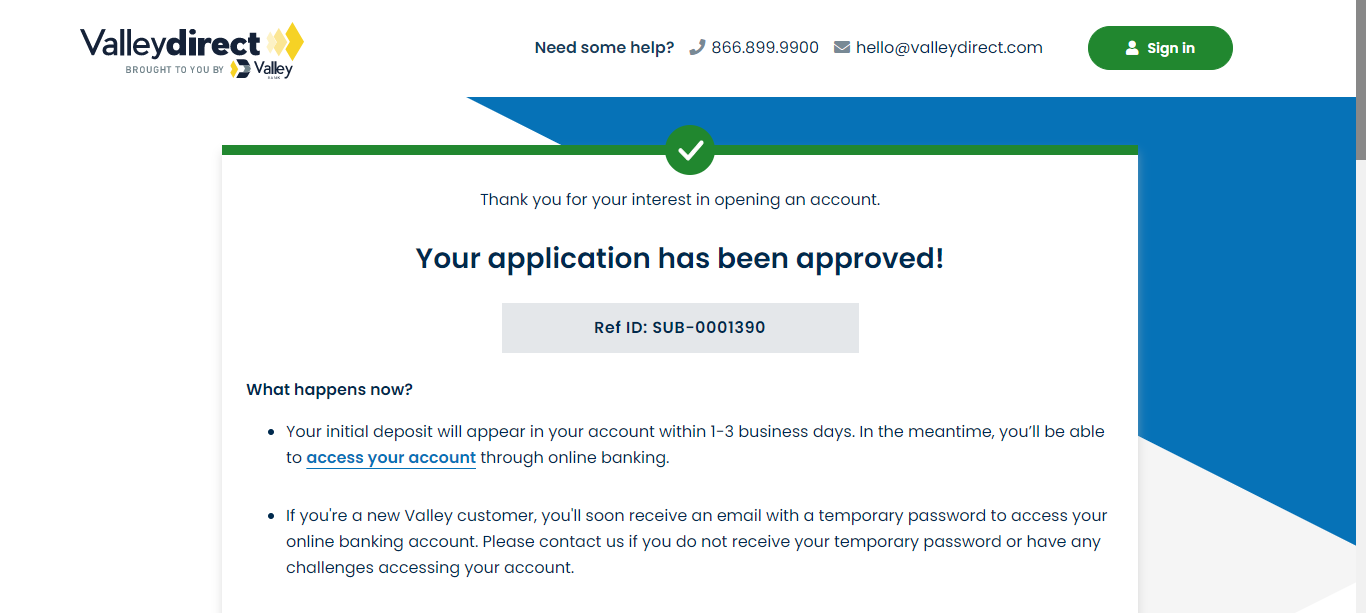 Valleydirect
BROUGHT TO YOU BY Valley
BANK
Need some help? 866.899.9900 hello@valleydirect.com
Sign in
Thank you for your interest in opening an account.
Your application has been approved!
Ref ID: SUB-0001390
What happens now?
• Your initial deposit will appear in your account within 1-3 business days. In the meantime, you’ll be able
to access your account through online banking.
• If you're a new Valley customer, you'll soon receive an email with a temporary password to access your
online banking account. Please contact us if you do not receive your temporary password or have any
challenges accessing your account.